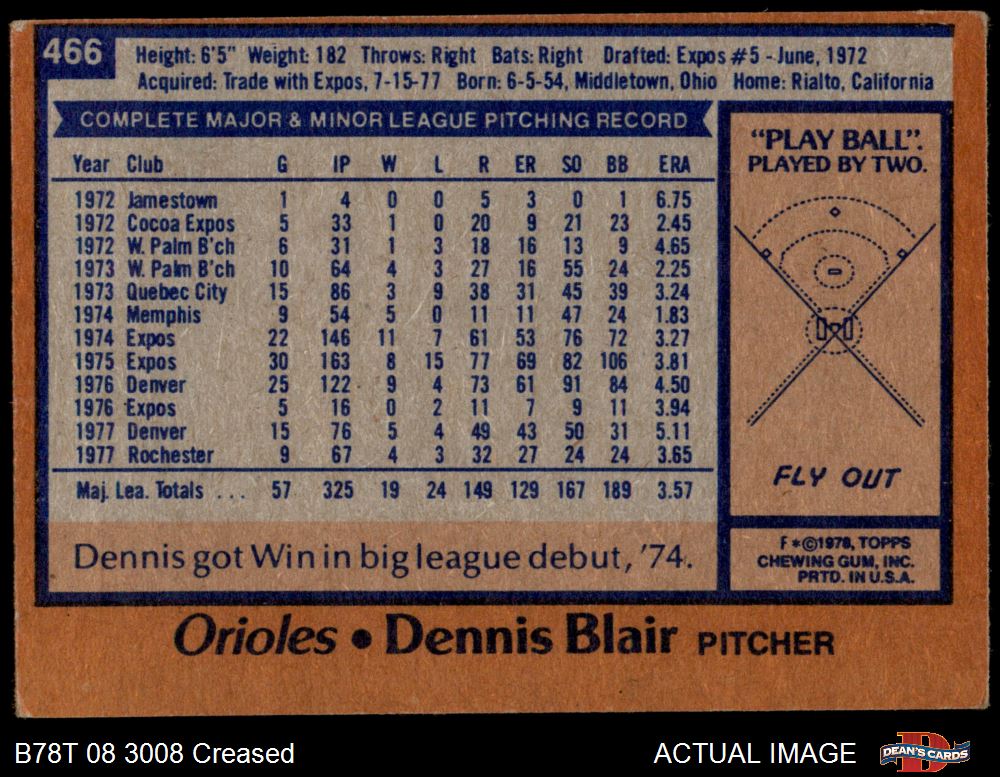 466
Height: 6'5" Weight: 182 Throws: Right Bats: Right Drafted: Expos #5 - June, 1972
Acquired: Trade with Expos, 7-15-77 Born: 6-5-54, Middletown, Ohio Home: Rialto, California
COMPLETE MAJOR & MINOR LEAGUE PITCHING RECORD
Year Club G IP W L R ER SO BB ERA
1972 Jamestown 1 4 0 0 5 3 0 1 6.75
1972 Cocoa Expos 5 33 1 0 20 9 21 23 2.45
1972 W. Palm B'ch 6 31 1 3 18 16 13 9 4.65
1973 W. Palm B'ch 10 64 4 3 27 16 55 24 2.25
1973 Quebec City 15 86 3 9 38 31 45 39 3.24
1974 Memphis 9 54 5 0 11 11 47 24 1.83
1974 Expos 22 146 11 7 61 53 76 72 3.27
1975 Expos 30 163 8 15 77 69 82 106 3.81
1976 Denver 25 122 9 4 73 61 91 84 4.50
1976 Expos 5 16 0 2 11 7 9 11 3.94
1977 Denver 15 76 5 4 49 43 50 31 5.11
1977 Rochester 9 67 4 3 32 27 24 24 3.65
Maj. Lea. Totals ... 57 325 19 24 149 129 167 189 3.57
Dennis got Win in big league debut, '74.
"PLAY BALL":
PLAYED BY TWO.
FLY OUT
F *©1978, TOPPS
CHEWING GUM, INC.
PRTD. IN U.S.A.
Orioles • Dennis Blair PITCHER
B78T 08 3008 Creased
ACTUAL IMAGE
DEAN'S CARDS